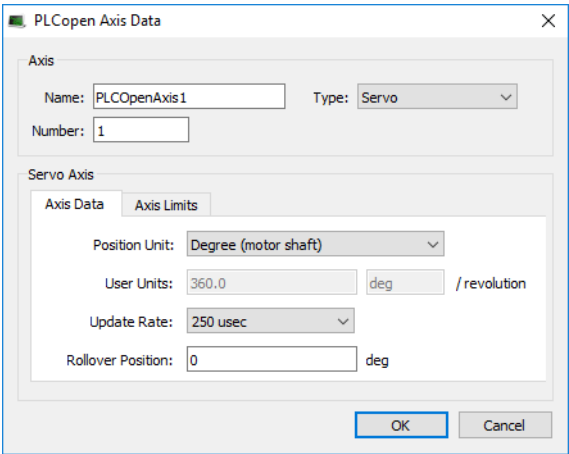 PLCopen Axis Data
Axis
Name: PLCOpenAxis1 Type: Servo
Number: 1
Servo Axis
Axis Data Axis Limits
Position Unit: Degree (motor shaft)
User Units: 360.0 deg / revolution
Update Rate: 250 usec
Rollover Position: 0 deg
OK Cancel